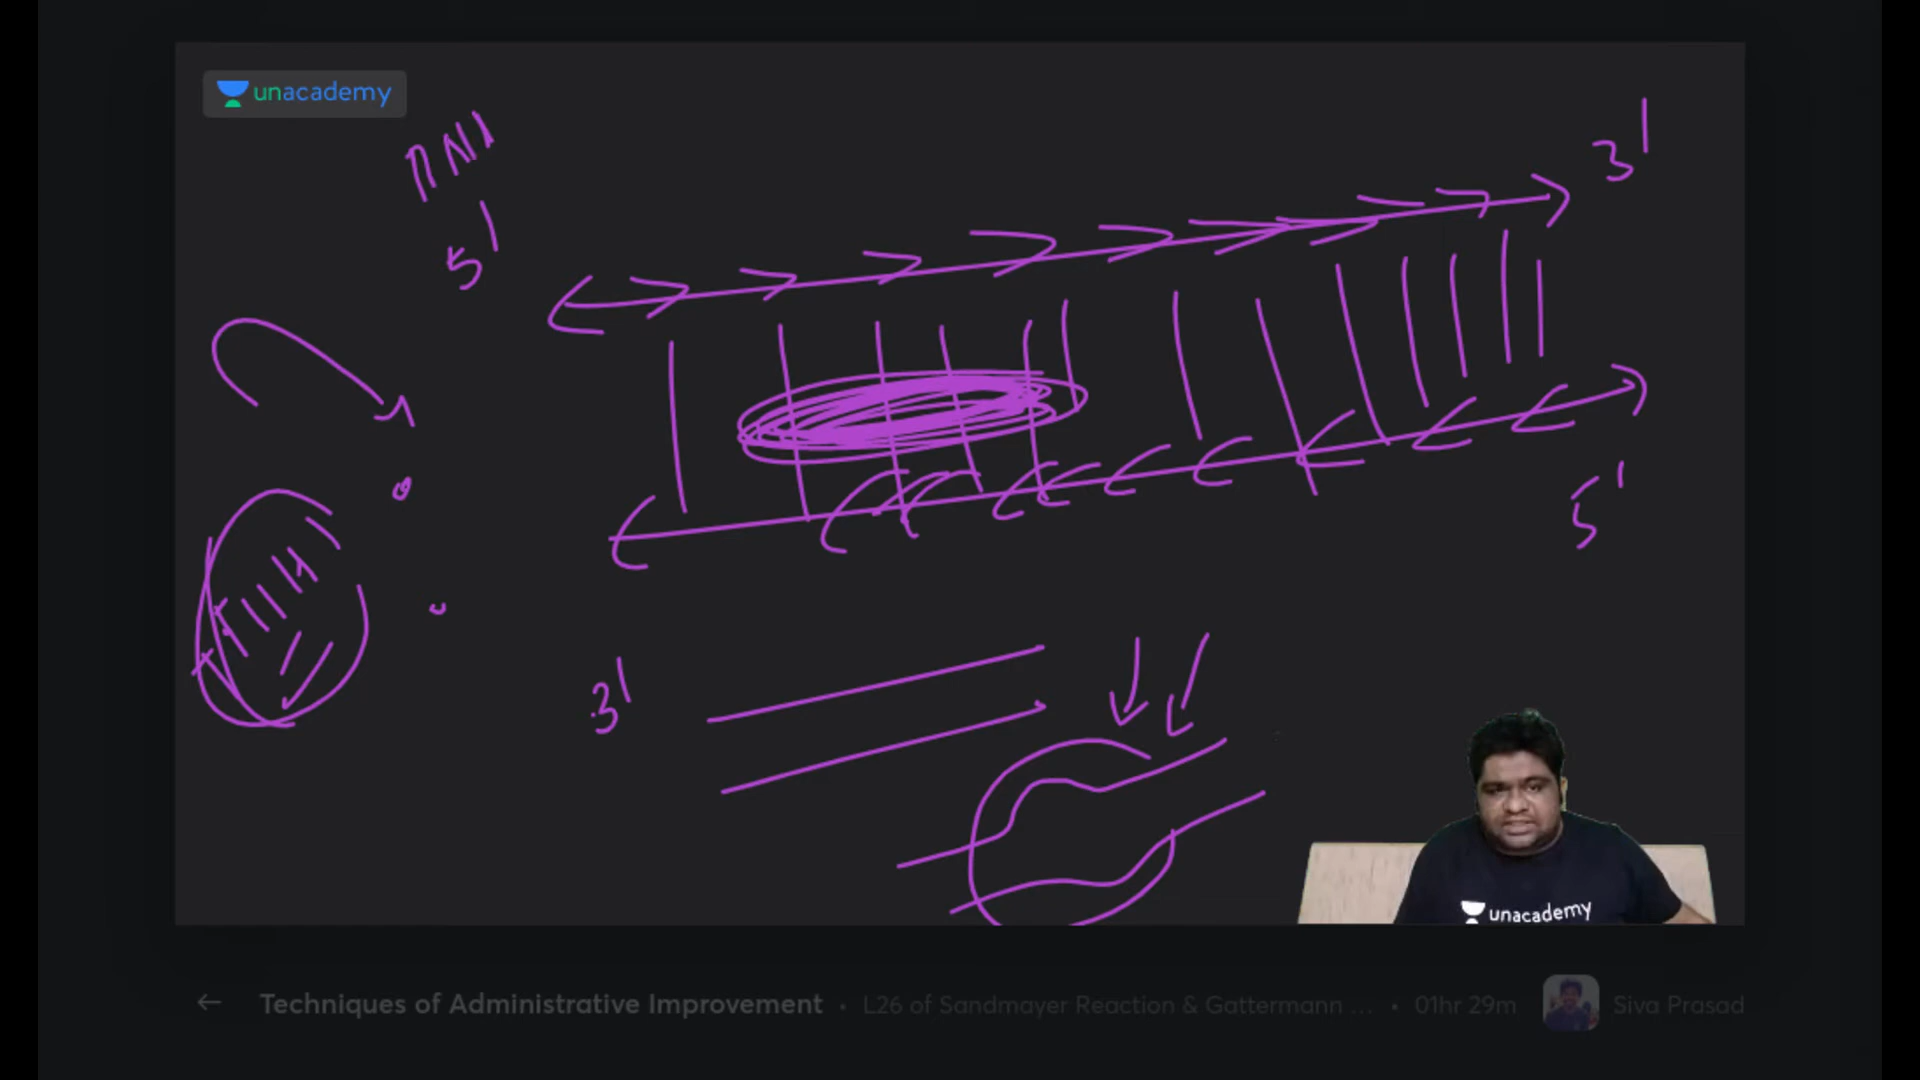 unacademy
3'
5'
5'
3'
unacademy
Techniques of Administrative Improvement • L26 of Sandmayer Reaction & Gattermann ... • 01hr 29m Siva Prasad